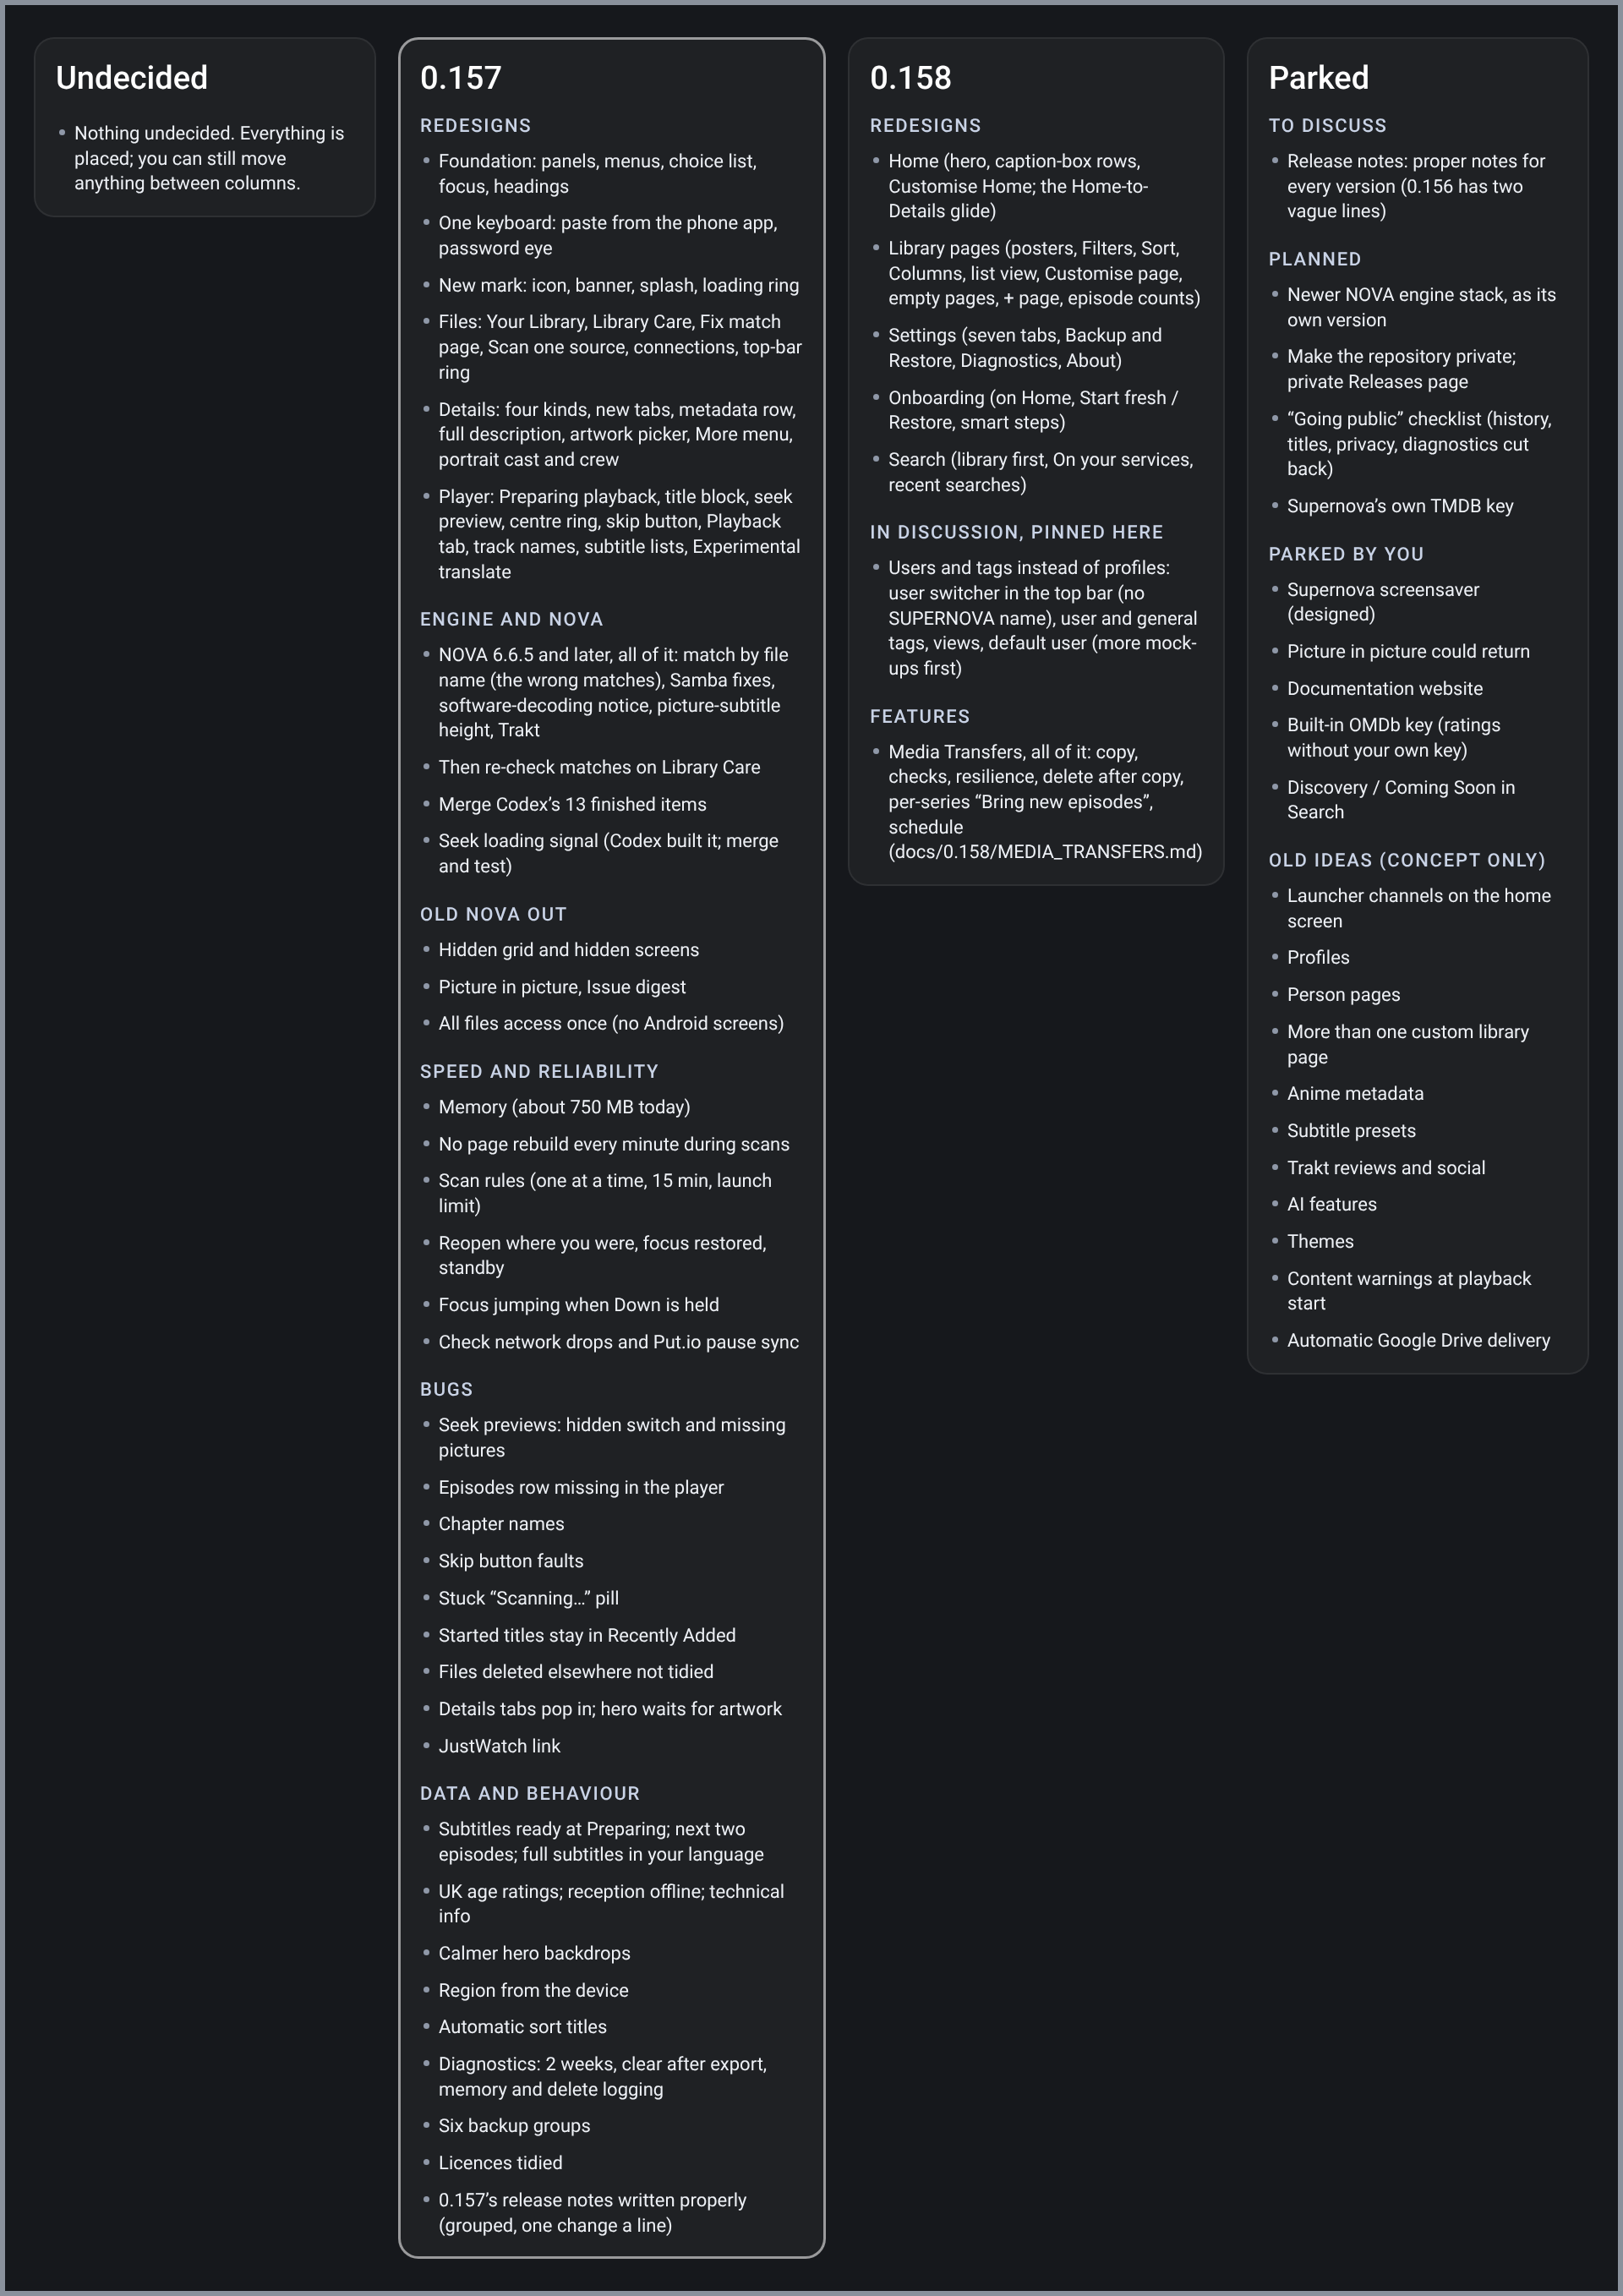 Undecided
• Nothing undecided. Everything is
placed; you can still move
anything between columns.
0.157
REDESIGNS
• Foundation: panels, menus, choice list,
focus, headings
• One keyboard: paste from the phone app,
password eye
• New mark: icon, banner, splash, loading ring
• Files: Your Library, Library Care, Fix match
page, Scan one source, connections, top-bar
ring
• Details: four kinds, new tabs, metadata row,
full description, artwork picker, More menu,
portrait cast and crew
• Player: Preparing playback, title block, seek
preview, centre ring, skip button, Playback
tab, track names, subtitle lists, Experimental
translate
ENGINE AND NOVA
• NOVA 6.6.5 and later, all of it: match by file
name (the wrong matches), Samba fixes,
software-decoding notice, picture-subtitle
height, Trakt
• Then re-check matches on Library Care
• Merge Codex’s 13 finished items
• Seek loading signal (Codex built it; merge
and test)
OLD NOVA OUT
• Hidden grid and hidden screens
• Picture in picture, Issue digest
• All files access once (no Android screens)
SPEED AND RELIABILITY
• Memory (about 750 MB today)
• No page rebuild every minute during scans
• Scan rules (one at a time, 15 min, launch
limit)
• Reopen where you were, focus restored,
standby
• Focus jumping when Down is held
• Check network drops and Put.io pause sync
BUGS
• Seek previews: hidden switch and missing
pictures
• Episodes row missing in the player
• Chapter names
• Skip button faults
• Stuck “Scanning…” pill
• Started titles stay in Recently Added
• Files deleted elsewhere not tidied
• Details tabs pop in; hero waits for artwork
• JustWatch link
DATA AND BEHAVIOUR
• Subtitles ready at Preparing; next two
episodes; full subtitles in your language
• UK age ratings; reception offline; technical
info
• Calmer hero backdrops
• Region from the device
• Automatic sort titles
• Diagnostics: 2 weeks, clear after export,
memory and delete logging
• Six backup groups
• Licences tidied
• 0.157’s release notes written properly
(grouped, one change a line)
0.158
REDESIGNS
• Home (hero, caption-box rows,
Customise Home; the Home-to-
Details glide)
• Library pages (posters, Filters, Sort,
Columns, list view, Customise page,
empty pages, + page, episode counts)
• Settings (seven tabs, Backup and
Restore, Diagnostics, About)
• Onboarding (on Home, Start fresh /
Restore, smart steps)
• Search (library first, On your services,
recent searches)
IN DISCUSSION, PINNED HERE
• Users and tags instead of profiles:
user switcher in the top bar (no
SUPERNOVA name), user and general
tags, views, default user (more mock-
ups first)
FEATURES
• Media Transfers, all of it: copy,
checks, resilience, delete after copy,
per-series “Bring new episodes”,
schedule
(docs/0.158/MEDIA_TRANSFERS.md)
Parked
TO DISCUSS
• Release notes: proper notes for
every version (0.156 has two
vague lines)
PLANNED
• Newer NOVA engine stack, as its
own version
• Make the repository private;
private Releases page
• “Going public” checklist (history,
titles, privacy, diagnostics cut
back)
• Supernova’s own TMDB key
PARKED BY YOU
• Supernova screensaver
(designed)
• Picture in picture could return
• Documentation website
• Built-in OMDb key (ratings
without your own key)
• Discovery / Coming Soon in
Search
OLD IDEAS (CONCEPT ONLY)
• Launcher channels on the home
screen
• Profiles
• Person pages
• More than one custom library
page
• Anime metadata
• Subtitle presets
• Trakt reviews and social
• AI features
• Themes
• Content warnings at playback
start
• Automatic Google Drive delivery